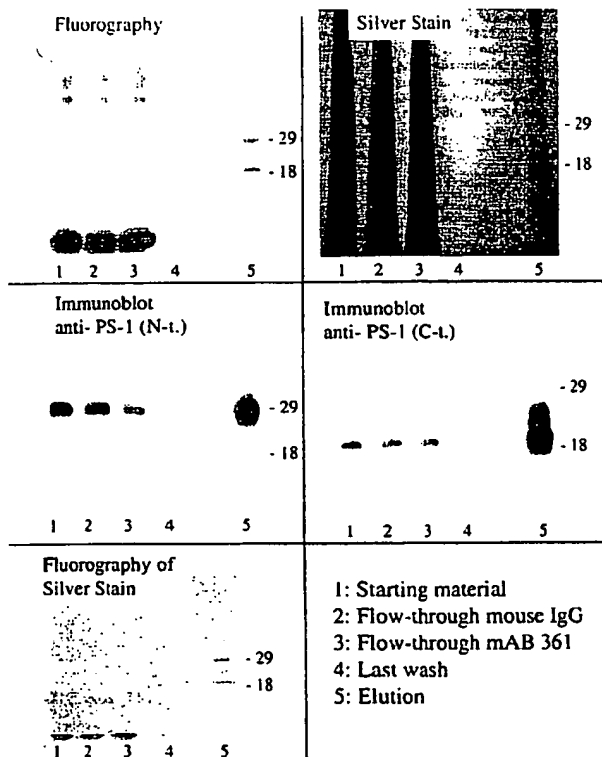 Fluorography
- 29
- 18
1 2 3 4 5
Silver Stain
- 29
- 18
1 2 3 4 5
Immunoblot
anti- PS-1 (N-t.)
- 29
- 18
1 2 3 4 5
Immunoblot
anti- PS-1 (C-t.)
- 29
- 18
1 2 3 4 5
Fluorography of
Silver Stain
- 29
- 18
1 2 3 4 5
1: Starting material
2: Flow-through mouse IgG
3: Flow-through mAB 361
4: Last wash
5: Elution